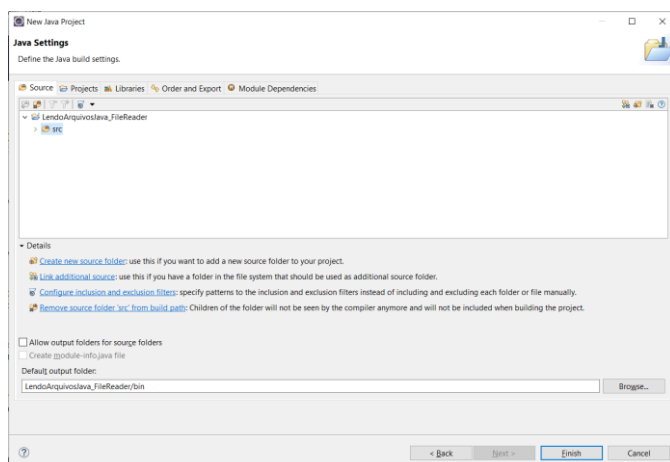 New Java Project
Java Settings
Define the Java build settings.
Source Projects Libraries Order and Export Module Dependencies
LendoArquivosJava_FileReader
src
Details
Create new source folder: use this if you want to add a new source folder to your project.
Link additional source: use this if you have a folder in the file system that should be used as additional source folder.
Configure inclusion and exclusion filters: specify patterns to the inclusion and exclusion filters instead of including and excluding each folder or file manually.
Remove source folder 'src' from build path: Children of the folder will not be seen by the compiler anymore and will not be included when building the project.
Allow output folders for source folders
Create module-info.java file
Default output folder:
LendoArquivosJava_FileReader/bin
Browse...
< Back Next > Finish Cancel